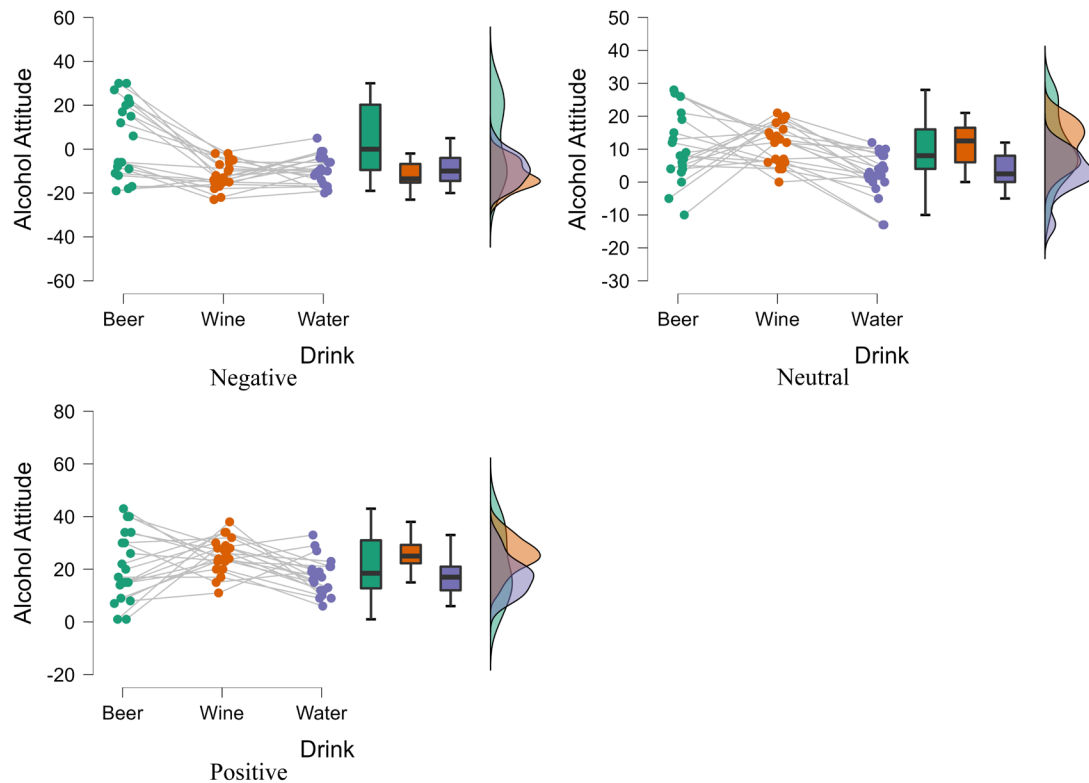 60
40
20
0
-20
-40
-60
Alcohol Attitude
Beer Wine Water
Drink
Negative
50
40
30
20
10
0
-10
-20
-30
Alcohol Attitude
Beer Wine Water
Drink
Neutral
80
60
40
20
0
-20
Alcohol Attitude
Beer Wine Water
Drink
Positive